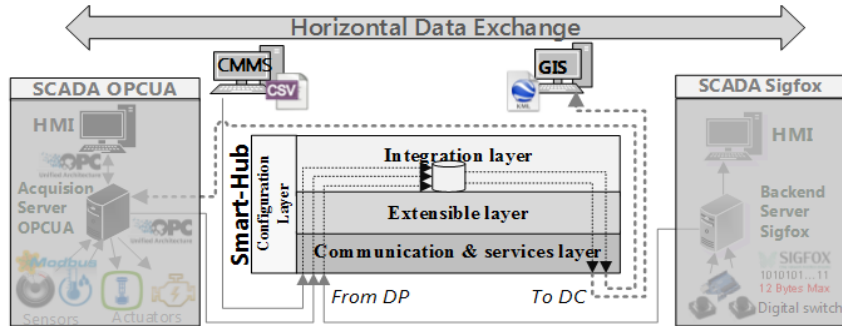 Horizontal Data Exchange
SCADA OPCUA
CMMS
CSV
GIS
KML
SCADA Sigfox
HMI
OPC
Unified Architecture
Acquision
Server
OPCUA
OPC
Unified Architecture
Modbus
Sensors
Actuators
Smart-Hub
Configuration
Layer
Integration layer
Extensible layer
Communication & services layer
From DP
To DC
HMI
Backend
Server
Sigfox
SIGFOX
1010101...11
12 Bytes Max
Digital switch